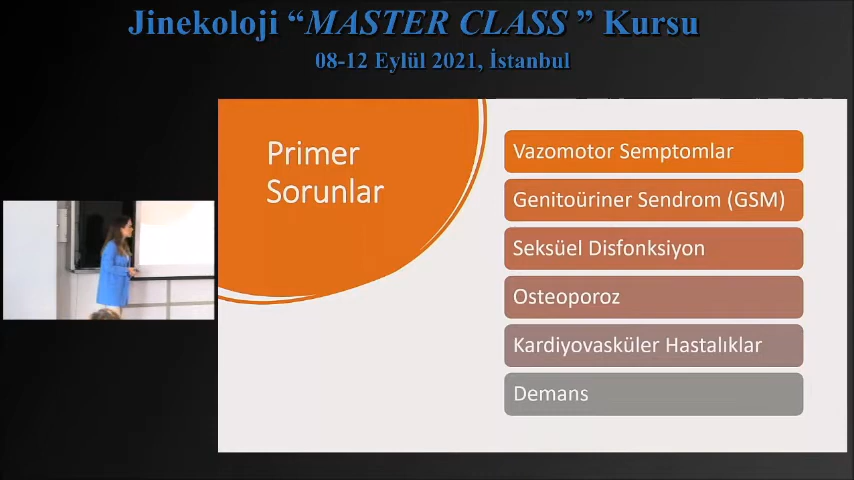 Jinekoloji “MASTER CLASS ” Kursu
08-12 Eylül 2021, İstanbul
Primer
Sorunlar
Vazomotor Semptomlar
Genitoüriner Sendrom (GSM)
Seksüel Disfonksiyon
Osteoporoz
Kardiyovasküler Hastalıklar
Demans